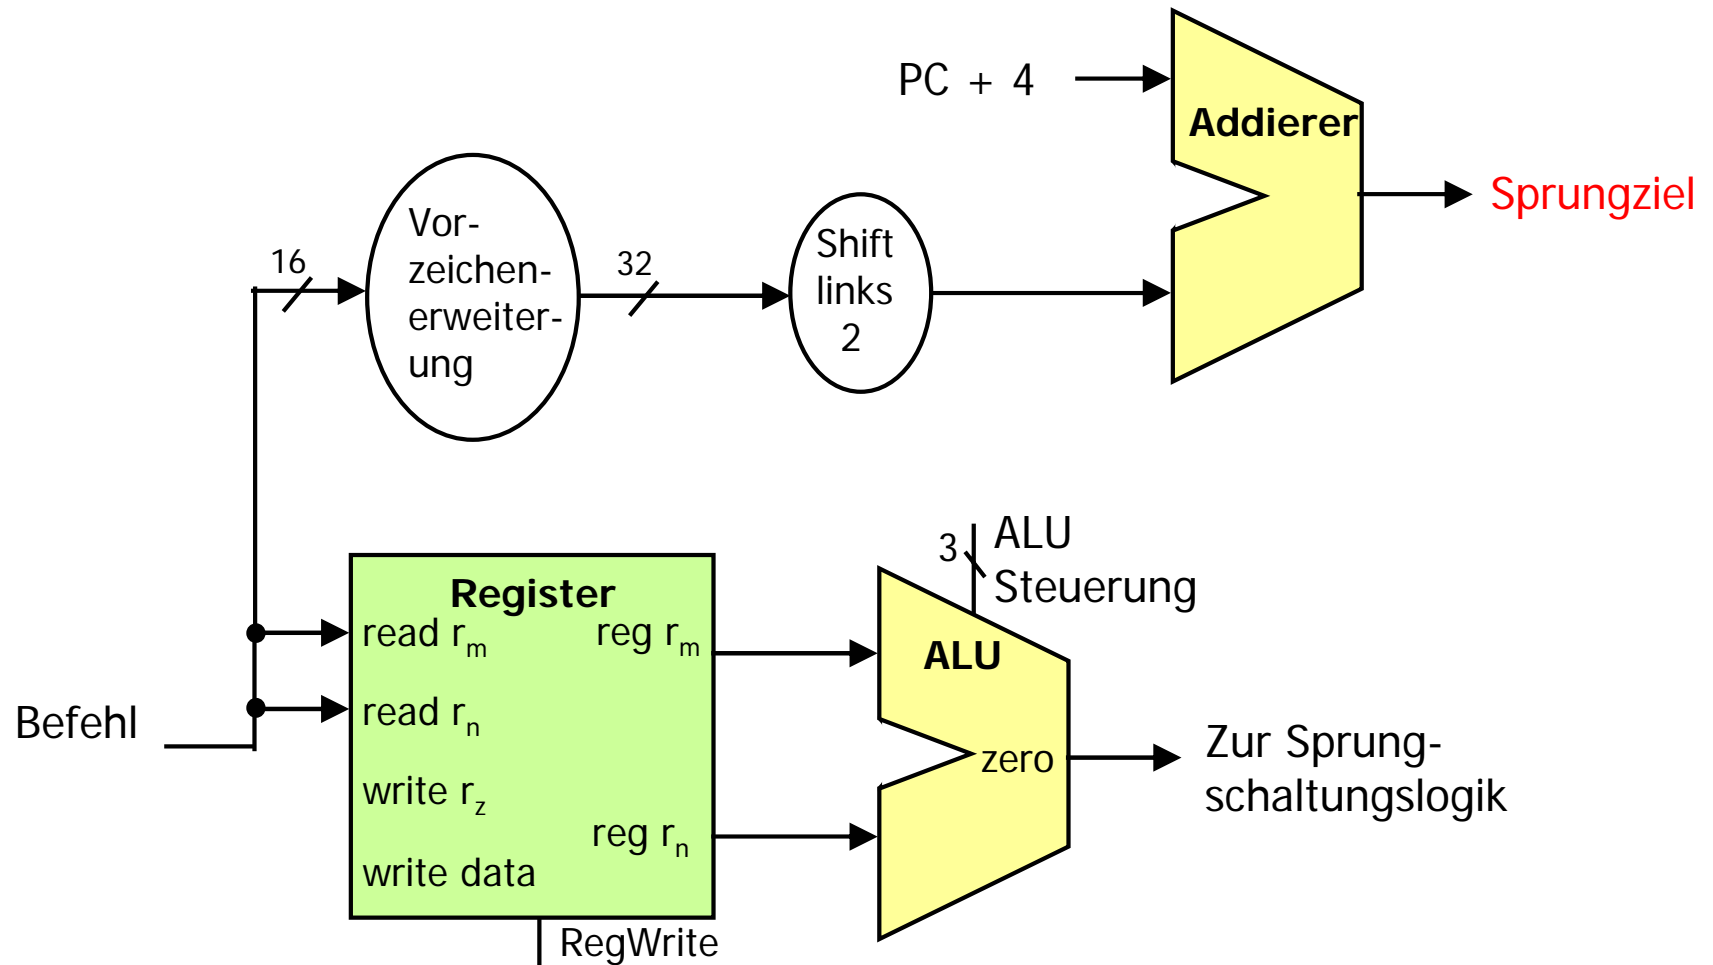 PC + 4
Addierer
Sprungziel
Vor-
zeichen-
erweiter-
ung
16
32
Shift
links
2
3
ALU
Steuerung
Register
read rm
reg rm
ALU
read rn
Befehl
zero
Zur Sprung-
schaltungslogik
write rz
reg rn
write data
RegWrite